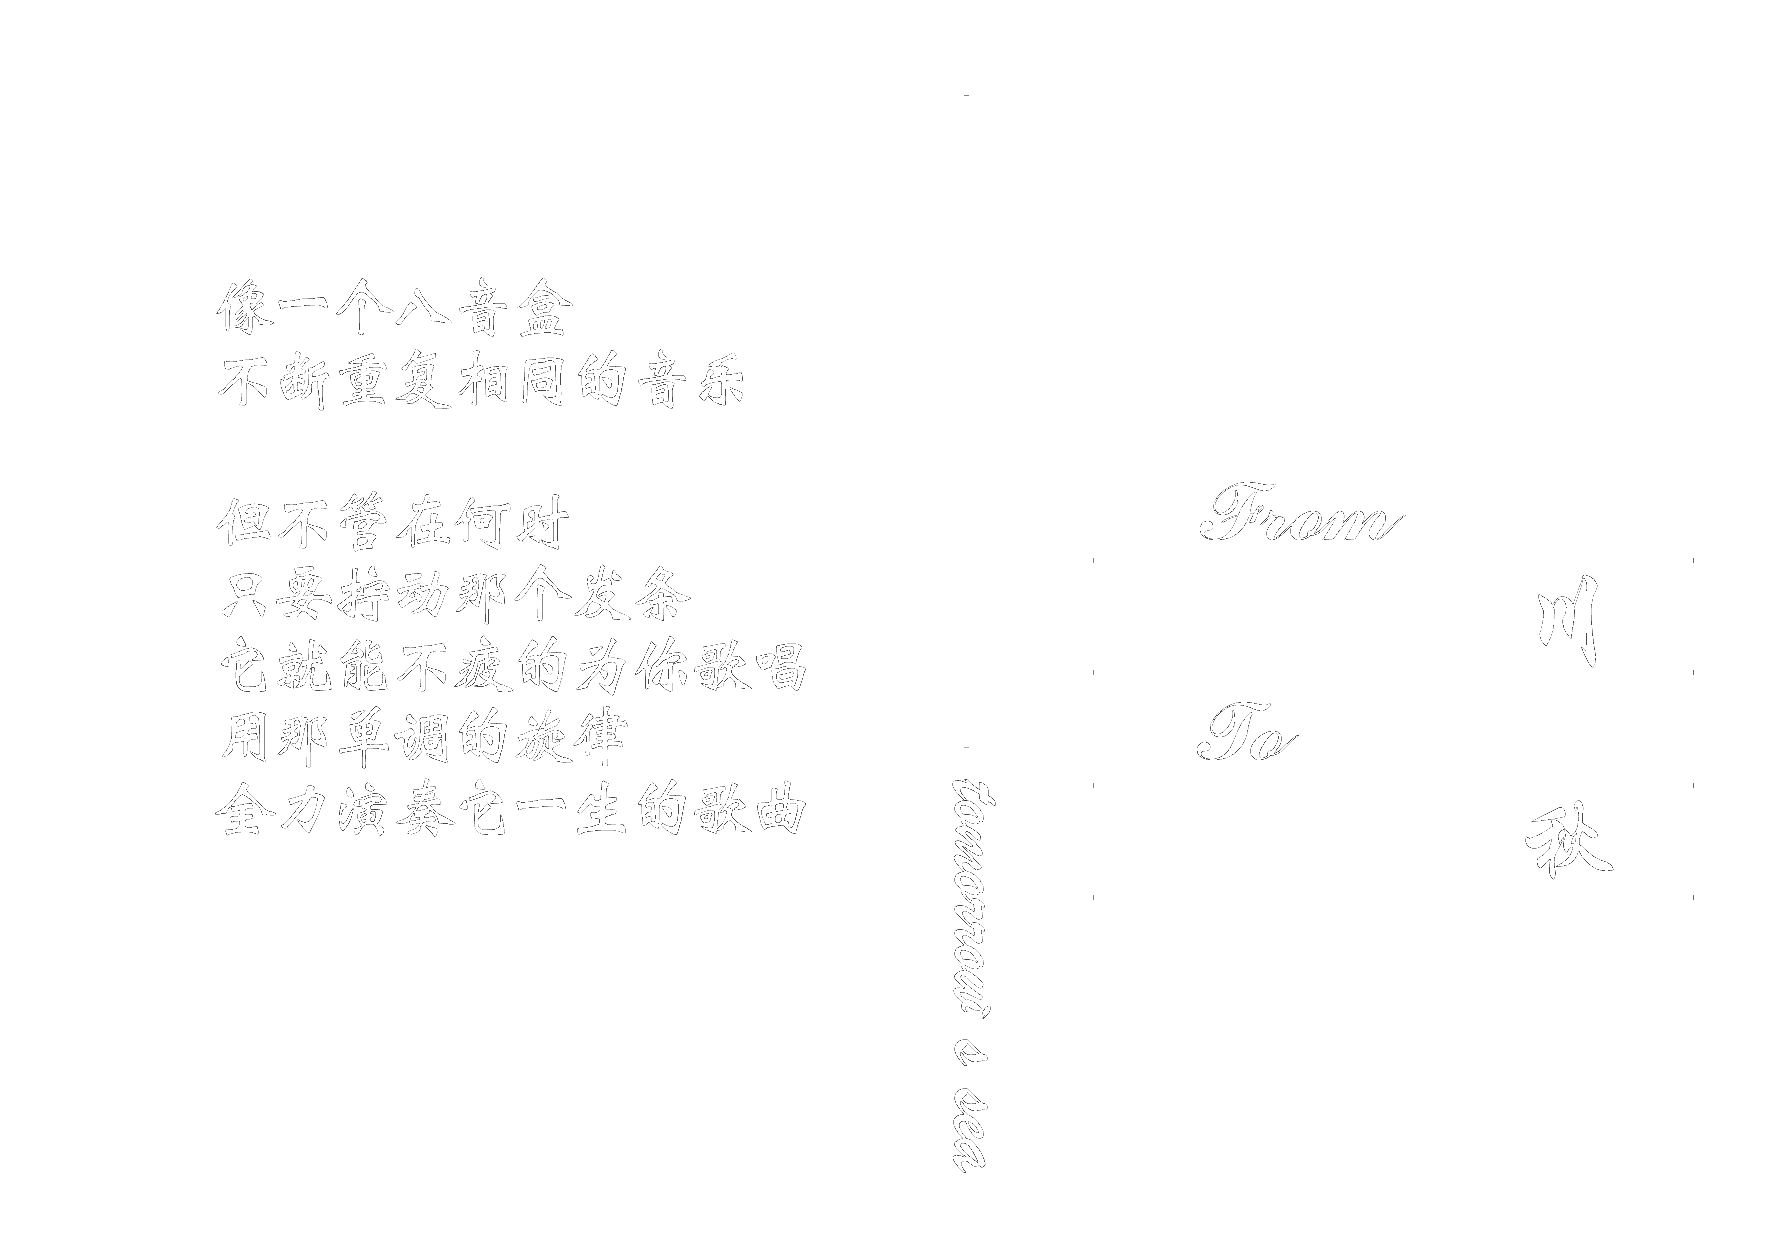 像一个八音盒
不断重复相同的音乐
但不管在何时
只要拧动那个发条
它就能不疲的为你歌唱
用那单调的旋律
全力演奏它一生的歌曲
tomorrow' s sea
From
川
To
秋